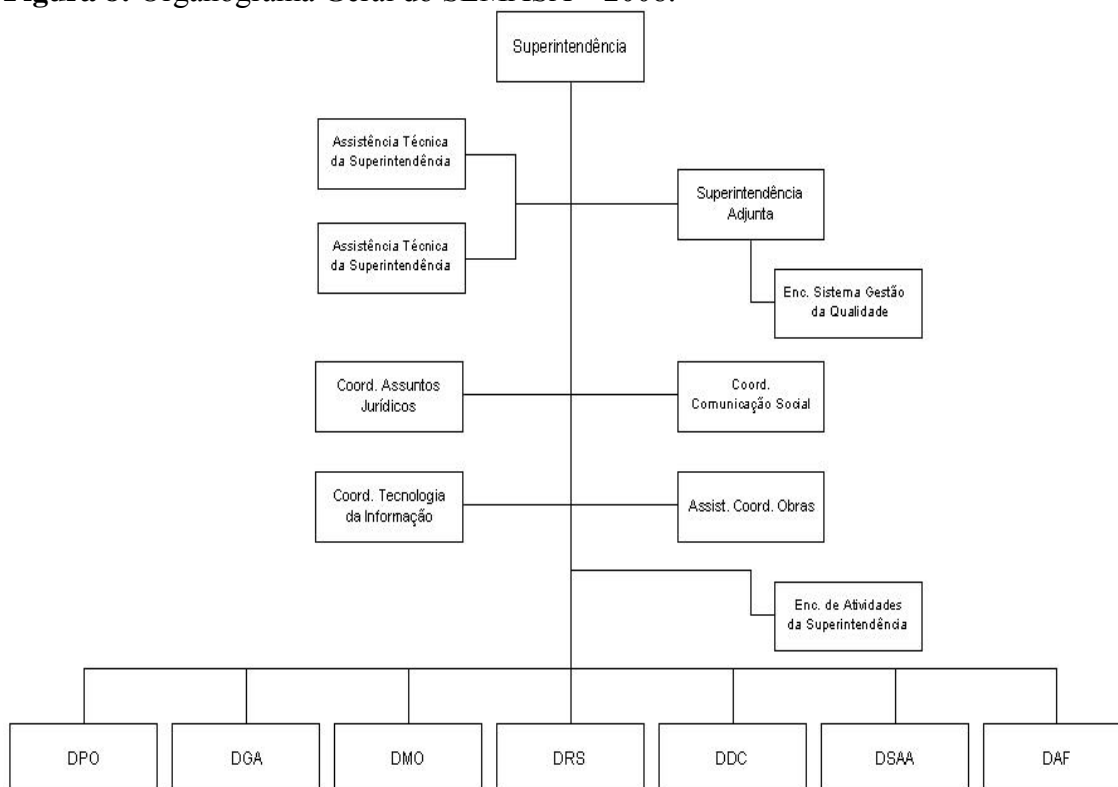 Figura Organograma Geral do SEMASA
Superintendência
Assistência Técnica
da Superintendência
Superintendência
Adjunta
Assistência Técnica
da Superintendência
Enc. Sistema Gestão
da Qualidade
Coord. Assuntos
Jurídicos
Coord.
Comunicação Social
Coord. Tecnologia
da Informação
Assist. Coord. Obras
Enc. de Atividades
da Superintendência
DPO
DGA
DMO
DRS
DDC
DSAA
DAF